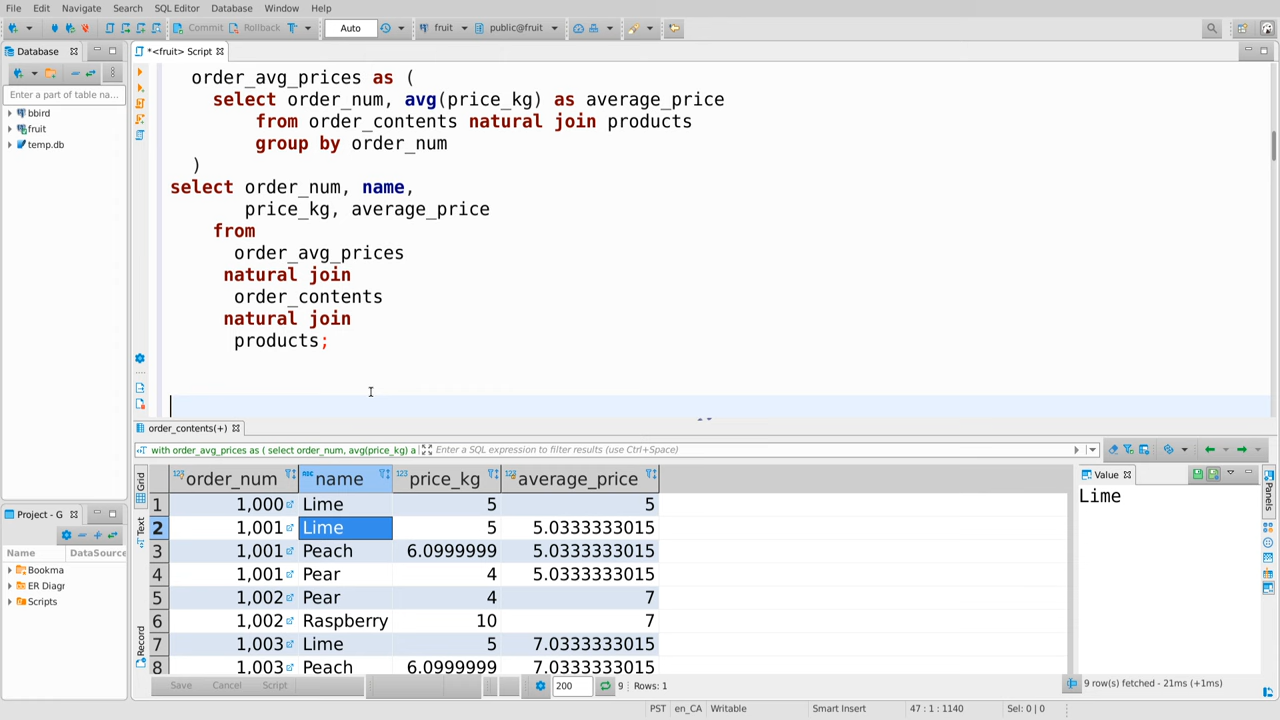 File Edit Navigate Search SQL Editor Database Window Help
Commit Rollback Auto fruit public@fruit
Database *<fruit> Script
Enter a part of table na...
bbird
fruit
temp.db
order_avg_prices as (
select order_num, avg(price_kg) as average_price
from order_contents natural join products
group by order_num
)
select order_num, name,
price_kg, average_price
from
order_avg_prices
natural join
order_contents
natural join
products;
order_contents(+)
with order_avg_prices as ( select order_num, avg(price_kg) a Enter a SQL expression to filter results (use Ctrl+Space)
Grid
Text
Record
order_num name price_kg average_price
1 1,000 Lime 5 5
2 1,001 Lime 5 5.0333333015
3 1,001 Peach 6.0999999 5.0333333015
4 1,001 Pear 4 5.0333333015
5 1,002 Pear 4 7
6 1,002 Raspberry 10 7
7 1,003 Lime 5 7.0333333015
8 1,003 Peach 6.0999999 7.0333333015
Value
Lime
Panels
Project - G
Name DataSource
Bookma
ER Diagr
Scripts
Save Cancel Script 200 9 Rows: 1 9 row(s) fetched - 21ms (+1ms)
PST en_CA Writable Smart Insert 47 : 1 : 1140 Sel: 0 | 0